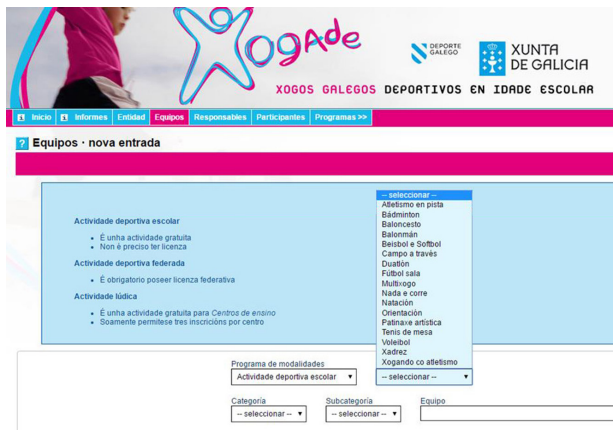 Xogade
DEPORTE GALEGO
XUNTA DE GALICIA
XOGOS GALEGOS DEPORTIVOS EN IDADE ESCOLAR
Inicio Informes Entidad Equipos Responsables Participantes Programas >>
? Equipos · nova entrada
-- seleccionar --
Atletismo en pista
Bádminton
Baloncesto
Balonmán
Beisbol e Softbol
Campo a través
Duatlón
Fútbol sala
Multixogo
Nada e corre
Natación
Orientación
Patinaxe artística
Tenis de mesa
Voleibol
Xadrez
Xogando co atletismo
Actividade deportiva escolar
É unha actividade gratuita
Non è preciso ter licenza
Actividade deportiva federada
É obrigatorio poseer licenza federativa
Actividade lúdica
É unha actividade gratuita para Centros de ensino
Soamente permitese tres inscricións por centro
Programa de modalidades
Actividade deportiva escolar -- seleccionar --
Categoría Subcategoría Equipo
-- seleccionar -- -- seleccionar --